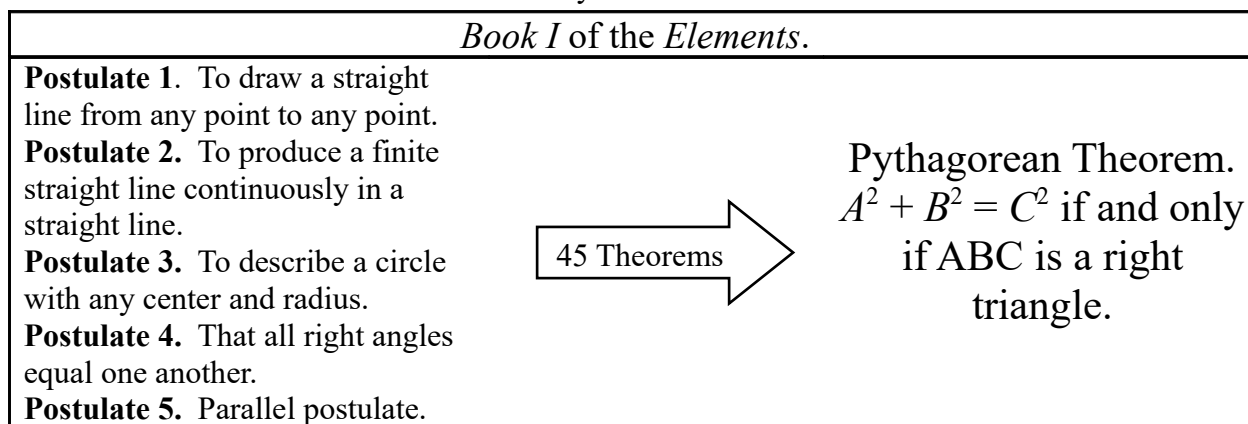 Book I of the Elements.
Postulate 1. To draw a straight
line from any point to any point.
Postulate 2. To produce a finite
straight line continuously in a
straight line.
Postulate 3. To describe a circle
with any center and radius.
Postulate 4. That all right angles
equal one another.
Postulate 5. Parallel postulate.
45 Theorems
Pythagorean Theorem.
A² + B² = C² if and only
if ABC is a right
triangle.